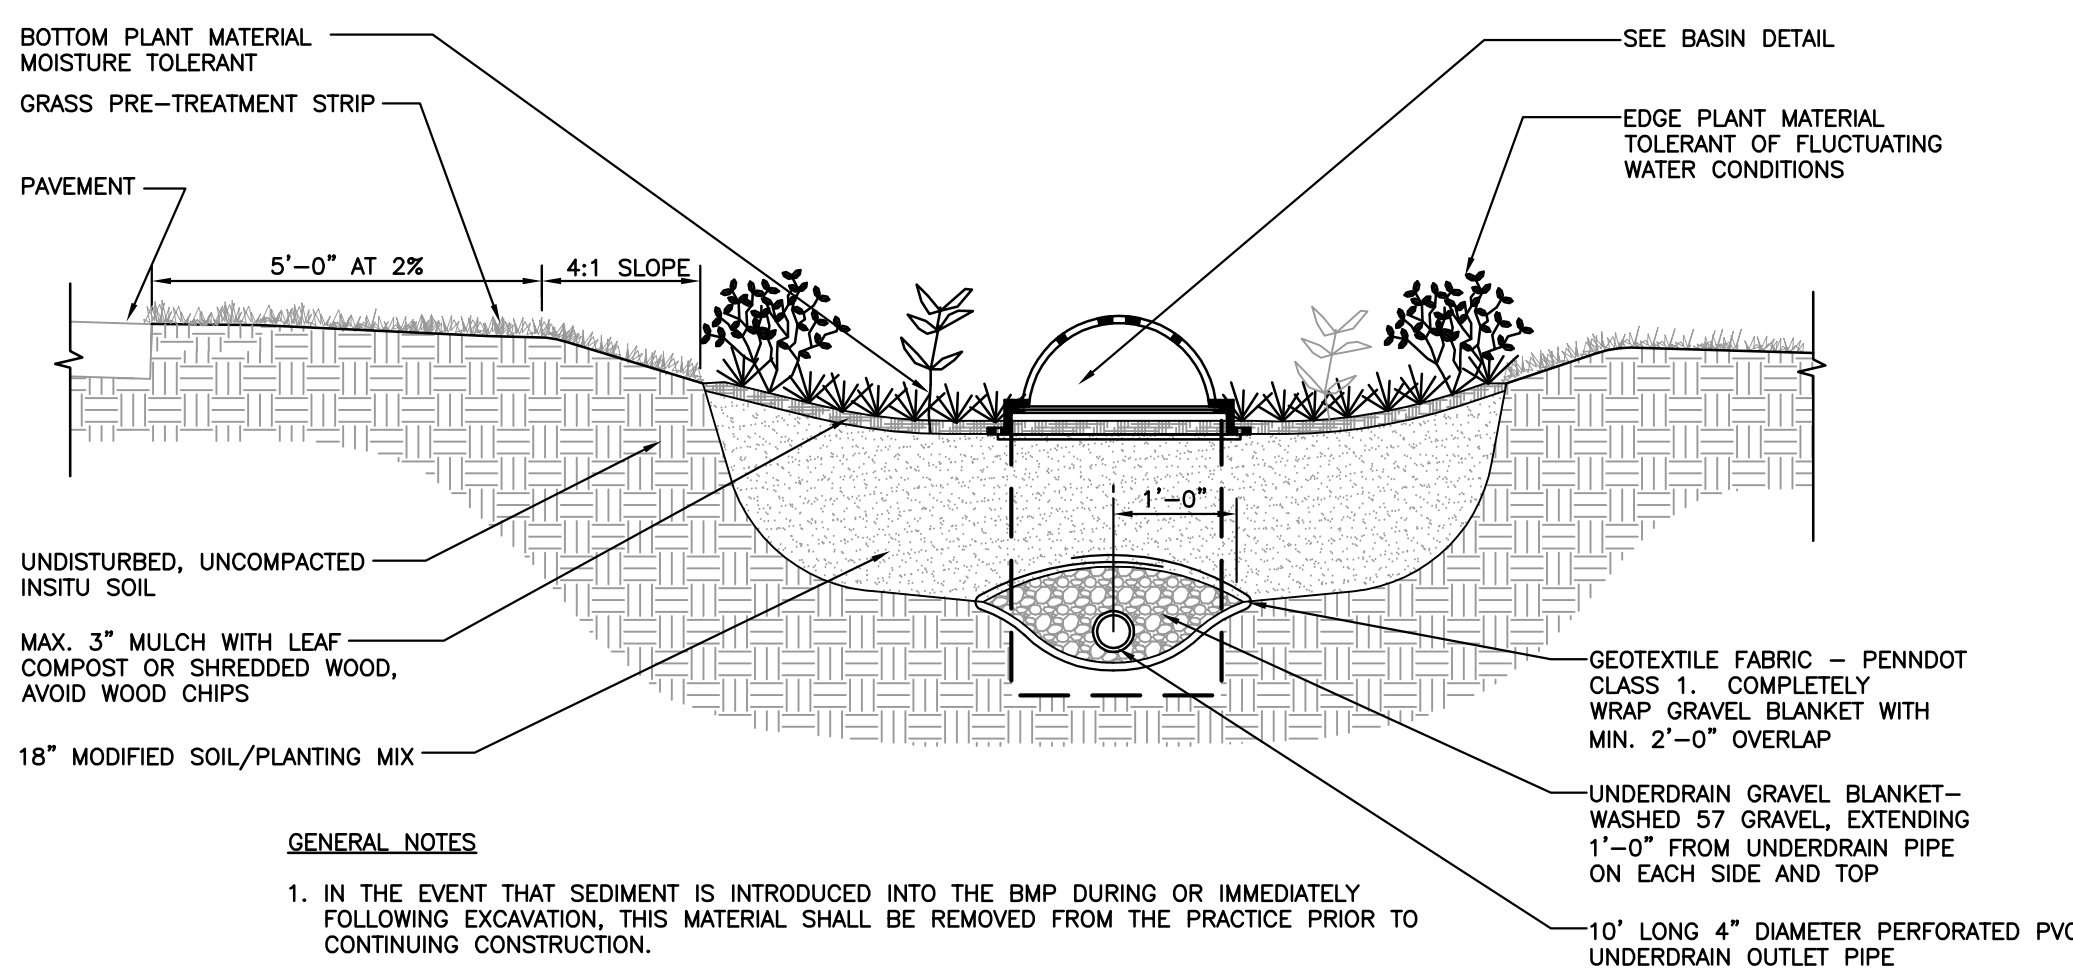 BOTTOM PLANT MATERIAL
MOISTURE TOLERANT
GRASS PRE-TREATMENT STRIP
PAVEMENT
5'-0" AT 2%
4:1 SLOPE
SEE BASIN DETAIL
EDGE PLANT MATERIAL
TOLERANT OF FLUCTUATING
WATER CONDITIONS
1'-0"
UNDISTURBED, UNCOMPACTED
INSITU SOIL
MAX. 3" MULCH WITH LEAF
COMPOST OR SHREDDED WOOD,
AVOID WOOD CHIPS
18" MODIFIED SOIL/PLANTING MIX
GEOTEXTILE FABRIC - PENNDOT
CLASS 1. COMPLETELY
WRAP GRAVEL BLANKET WITH
MIN. 2'-0" OVERLAP
UNDERDRAIN GRAVEL BLANKET-
WASHED 57 GRAVEL, EXTENDING
1'-0" FROM UNDERDRAIN PIPE
ON EACH SIDE AND TOP
10' LONG 4" DIAMETER PERFORATED PVC
UNDERDRAIN OUTLET PIPE
GENERAL NOTES
1. IN THE EVENT THAT SEDIMENT IS INTRODUCED INTO THE BMP DURING OR IMMEDIATELY
FOLLOWING EXCAVATION, THIS MATERIAL SHALL BE REMOVED FROM THE PRACTICE PRIOR TO
CONTINUING CONSTRUCTION.